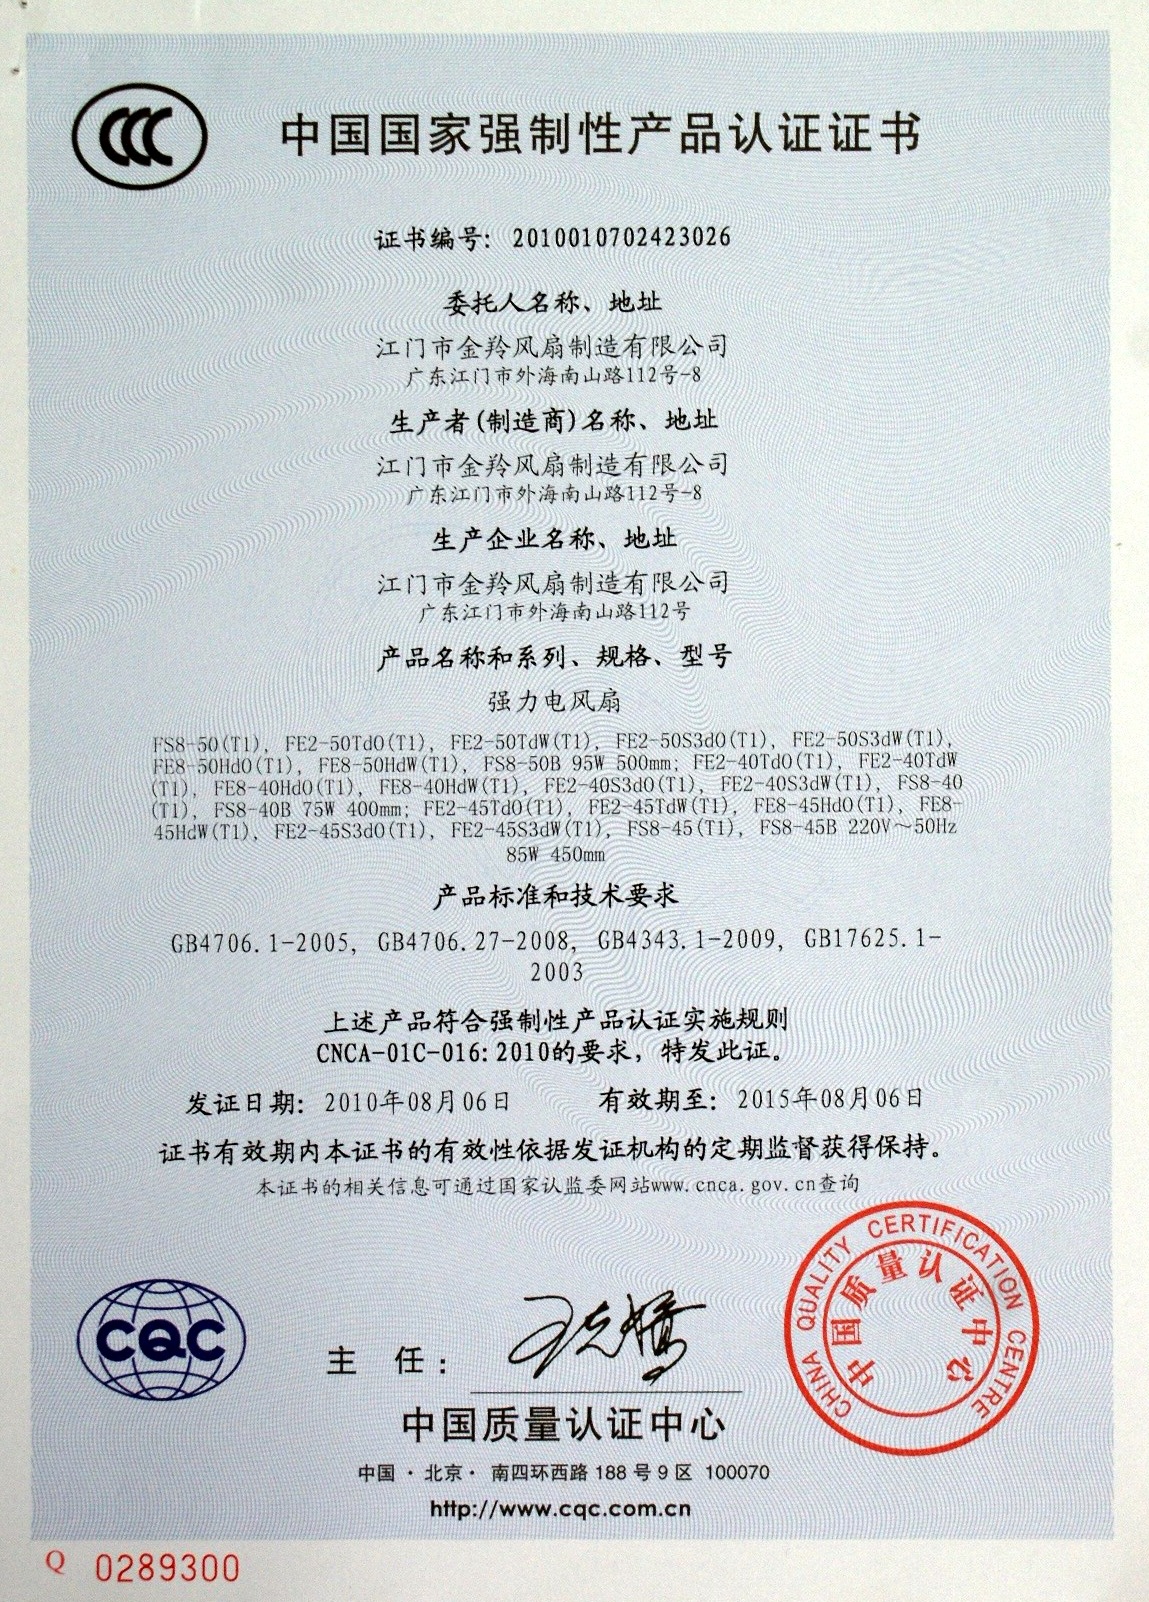 中国国家强制性产品认证证书
证书编号: 2010010702423026
委托人名称、地址
江门市金羚风扇制造有限公司
广东江门市外海南山路112号-8
生产者(制造商)名称、地址
江门市金羚风扇制造有限公司
广东江门市外海南山路112号-8
生产企业名称、地址
江门市金羚风扇制造有限公司
广东江门市外海南山路112号
产品名称和系列、规格、型号
强力电风扇
FS8-50(T1), FE2-50TdO(T1), FE2-50TdW(T1), FE2-50S3dO(T1), FE2-50S3dW(T1),
FE8-50HdO(T1), FE8-50HdW(T1), FS8-50B 95W 500mm; FE2-40TdO(T1), FE2-40TdW
(T1), FE8-40HdO(T1), FE8-40HdW(T1), FE2-40S3dO(T1), FE2-40S3dW(T1), FS8-40
(T1), FS8-40B 75W 400mm; FE2-45TdO(T1), FE2-45TdW(T1), FE8-45HdO(T1), FE8-
45HdW(T1), FE2-45S3dO(T1), FE2-45S3dW(T1), FS8-45(T1), FS8-45B 220V～50Hz
85W 450mm
产品标准和技术要求
GB4706.1-2005, GB4706.27-2008, GB4343.1-2009, GB17625.1-
2003
上述产品符合强制性产品认证实施规则
CNCA-01C-016:2010的要求，特发此证。
发证日期: 2010年08月06日 有效期至: 2015年08月06日
证书有效期内本证书的有效性依据发证机构的定期监督获得保持。
本证书的相关信息可通过国家认监委网站www.cnca.gov.cn查询
CHINA QUALITY CERTIFICATION CENTRE
中国质量认证中心
CQC
主 任:
中国质量认证中心
中国·北京· 南四环西路 188 号 9 区 100070
http://www.cqc.com.cn
Q 0289300